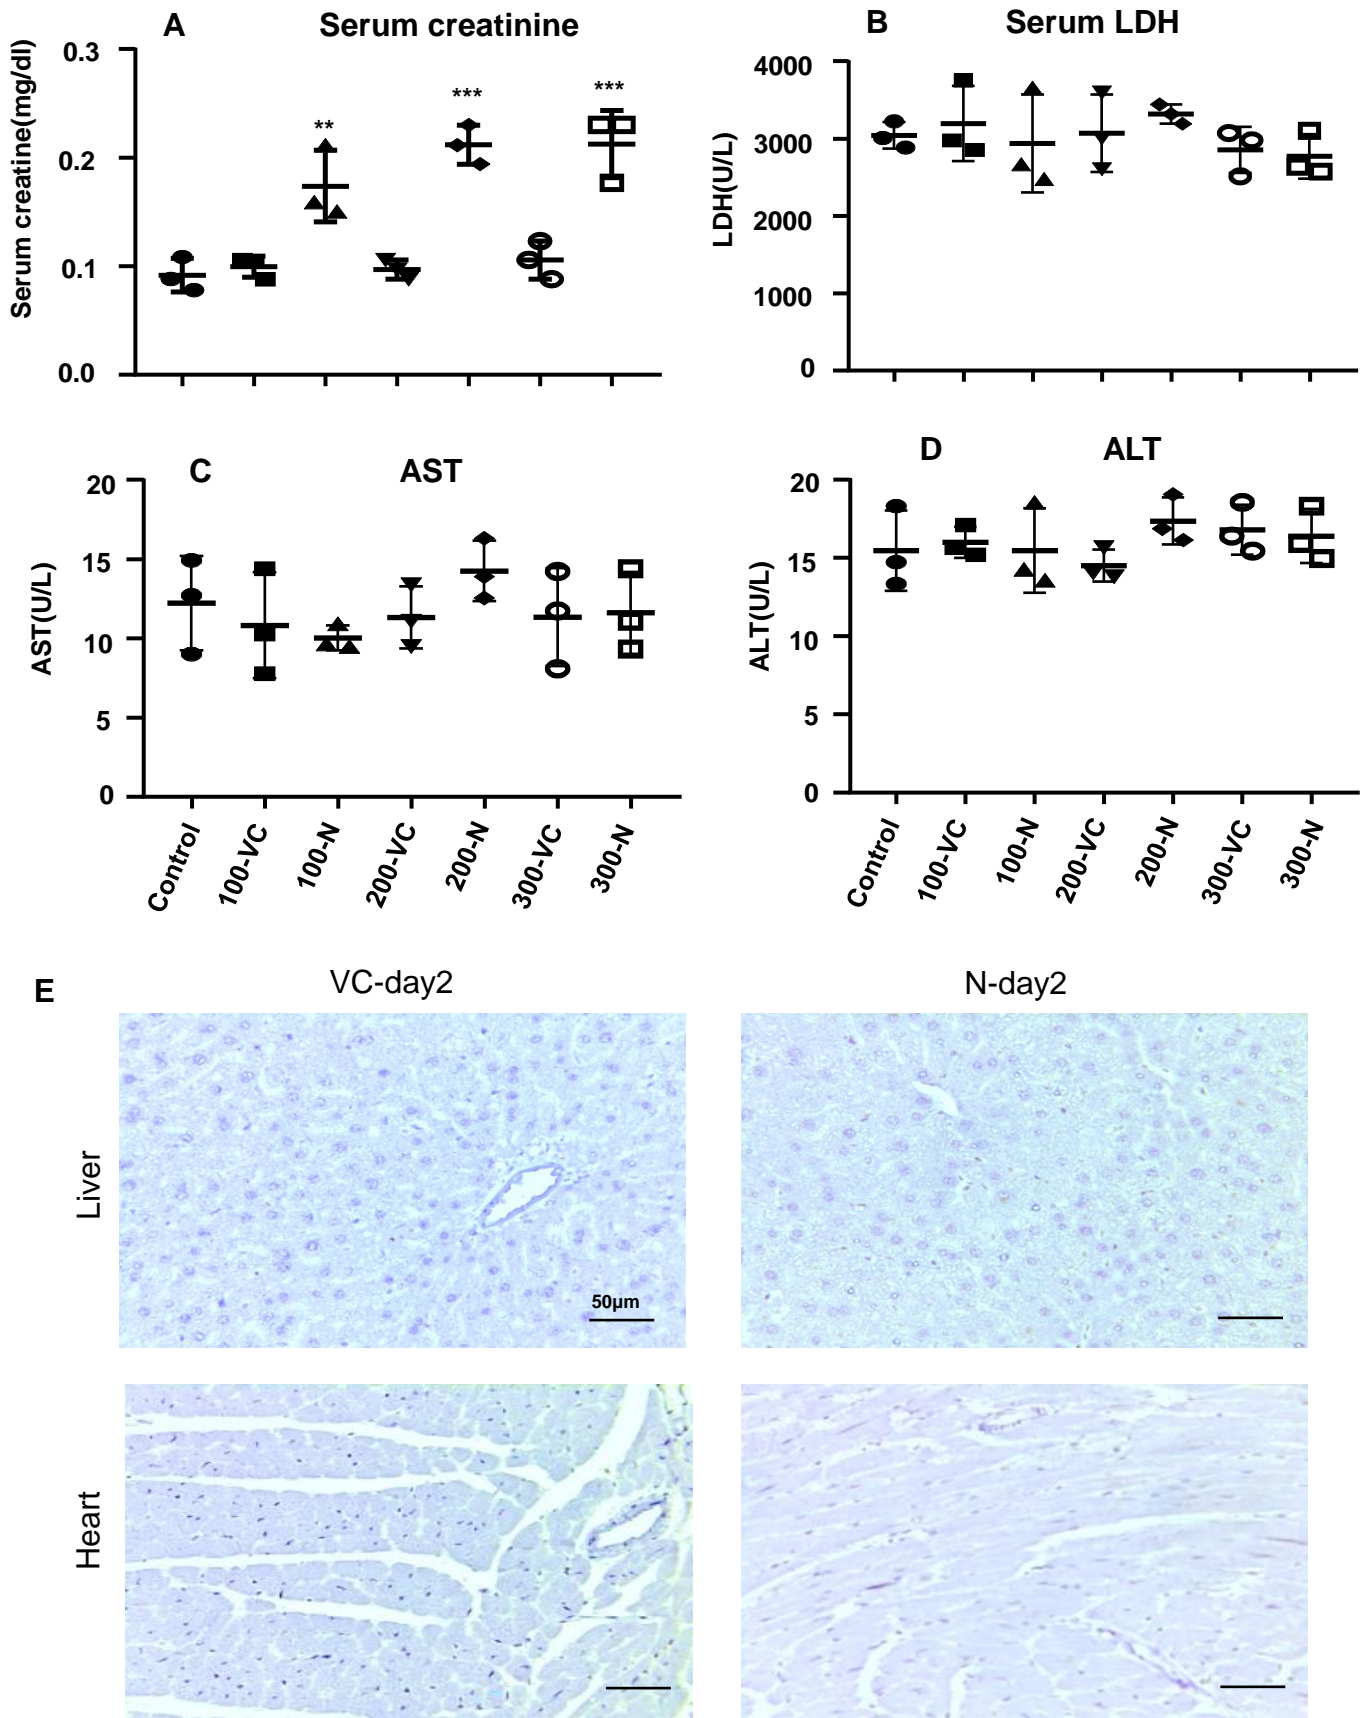 A Serum creatinine
Serum creatine(mg/dl)
0.3
0.2
0.1
0.0
**
***
***
B Serum LDH
LDH(U/L)
4000
3000
2000
1000
0
C AST
AST(U/L)
20
15
10
5
0
Control
100-VC
100-N
200-VC
200-N
300-VC
300-N
D ALT
ALT(U/L)
20
15
10
5
0
Control
100-VC
100-N
200-VC
200-N
300-VC
300-N
E
VC-day2
N-day2
Liver
50µm
Heart